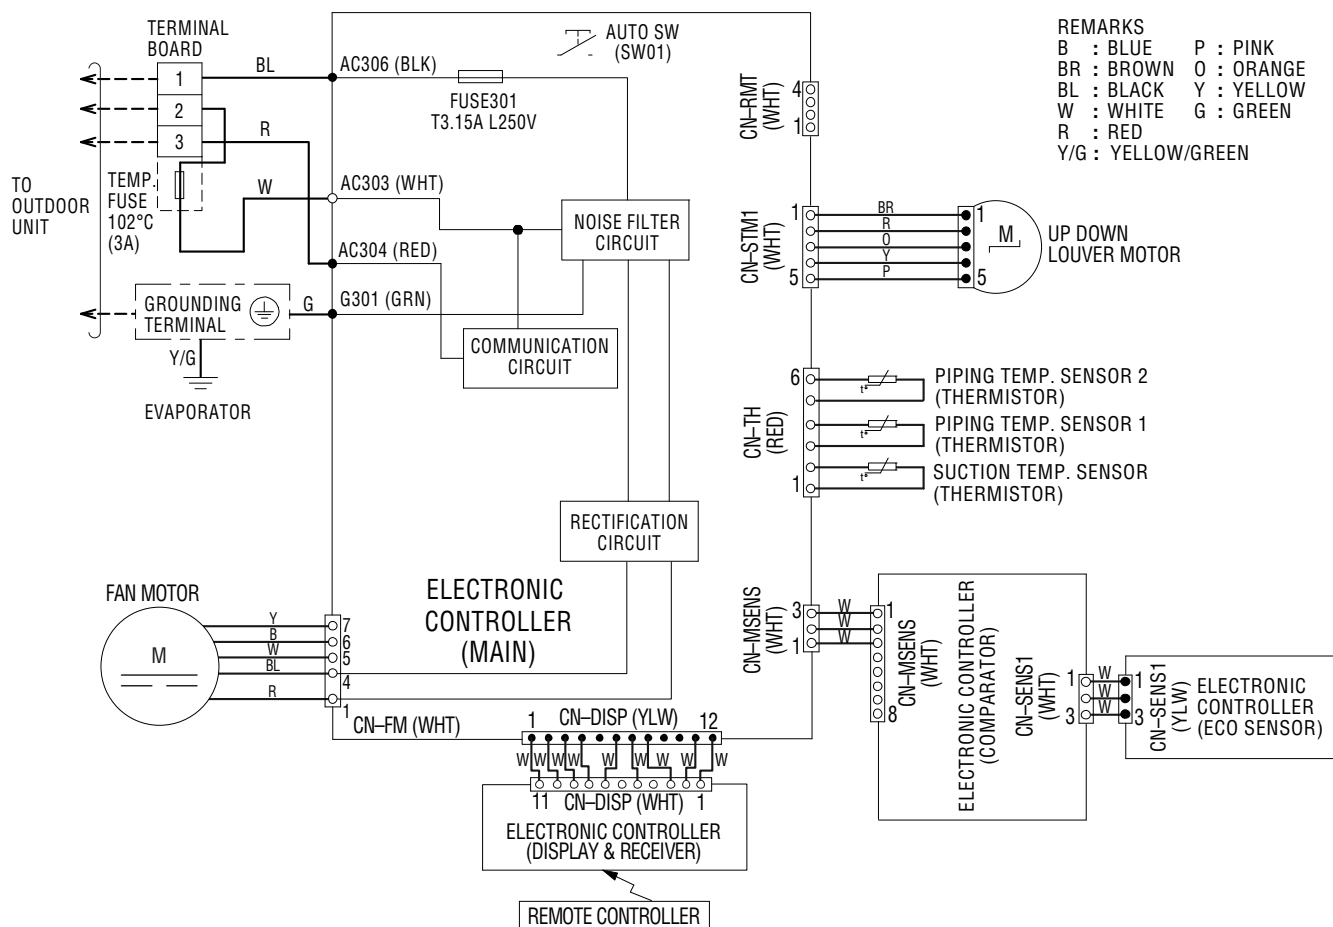 TERMINAL
BOARD
1
2
3
BL
R
W
TO
OUTDOOR
UNIT
TEMP.
FUSE
102°C
(3A)
GROUNDING
TERMINAL
G
Y/G
EVAPORATOR
AC306 (BLK)
FUSE301
T3.15A L250V
AC303 (WHT)
AC304 (RED)
G301 (GRN)
AUTO SW
(SW01)
NOISE FILTER
CIRCUIT
COMMUNICATION
CIRCUIT
RECTIFICATION
CIRCUIT
ELECTRONIC
CONTROLLER
(MAIN)
FAN MOTOR
M
Y
B
W
BL
R
7
6
5
4
1
CN–FM (WHT)
CN–RMT
(WHT)
4
1
CN–STM1
(WHT)
1
5
BR
R
O
Y
P
1
5
M
UP DOWN
LOUVER MOTOR
CN–TH
(RED)
6
1
t°
PIPING TEMP. SENSOR 2
(THERMISTOR)
t°
PIPING TEMP. SENSOR 1
(THERMISTOR)
t°
SUCTION TEMP. SENSOR
(THERMISTOR)
CN–MSENS
(WHT)
3
1
W
W
W
1
8
CN–MSENS
(WHT)
ELECTRONIC CONTROLLER
(COMPARATOR)
CN–SENS1
(WHT)
1
3
W
W
W
1
3
CN–SENS1
(YLW)
ELECTRONIC
CONTROLLER
(ECO SENSOR)
1 CN–DISP (YLW) 12
W W W W W W W W W
11 CN–DISP (WHT) 1
ELECTRONIC CONTROLLER
(DISPLAY & RECEIVER)
REMOTE CONTROLLER
REMARKS
B : BLUE P : PINK
BR : BROWN O : ORANGE
BL : BLACK Y : YELLOW
W : WHITE G : GREEN
R : RED
Y/G : YELLOW/GREEN